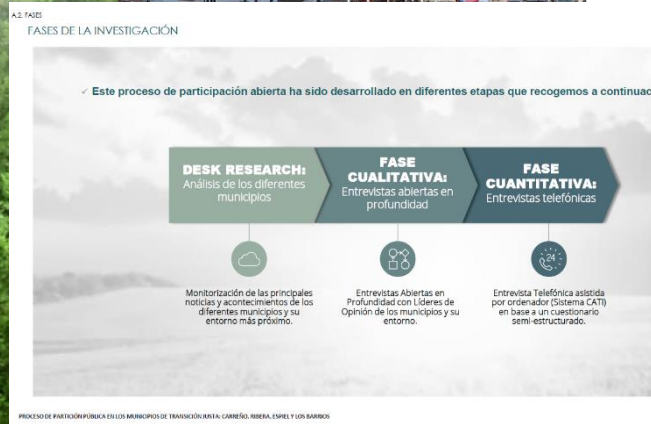 A.2. FASES
FASES DE LA INVESTIGACIÓN
✓ Este proceso de participación abierta ha sido desarrollado en diferentes etapas que recogemos a continuac
DESK RESEARCH:
Análisis de los diferentes
municipios
FASE
CUALITATIVA:
Entrevistas abiertas en
profundidad
FASE
CUANTITATIVA:
Entrevistas telefónicas
24
Monitorización de las principales
noticias y acontecimientos de los
diferentes municipios y su
entorno más próximo.
Entrevistas Abiertas en
Profundidad con Líderes de
Opinión de los municipios y su
entorno.
Entrevista Telefónica asistida
por ordenador (Sistema CATI)
en base a un cuestionario
semi-estructurado.
PROCESO DE PARTICIÓN PÚBLICA EN LOS MUNICIPIOS DE TRANSICIÓN JUSTA: CARREÑO, RIBERA, ESPIEL Y LOS BARRIOS